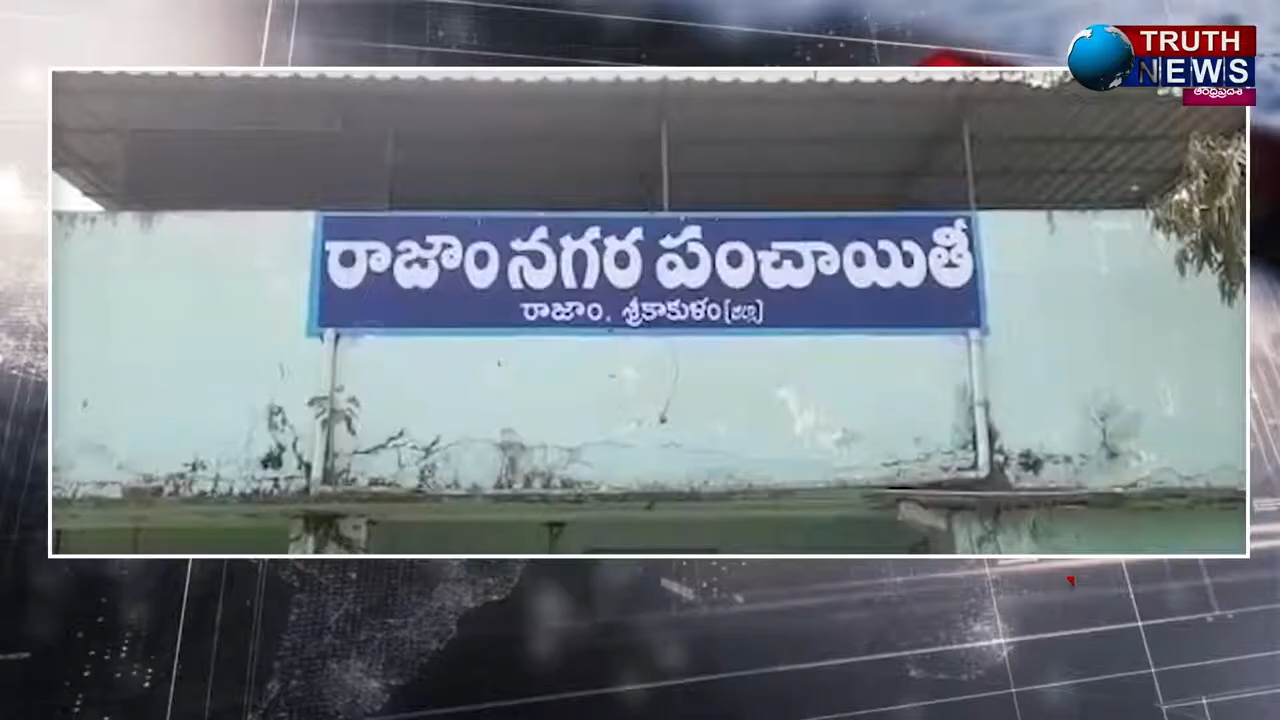 TRUTH
NEWS
ఆంధ్రప్రదేశ్
రాజాం నగర పంచాయితీ
రాజాం, శ్రీకాకుళం(జిల్లా)